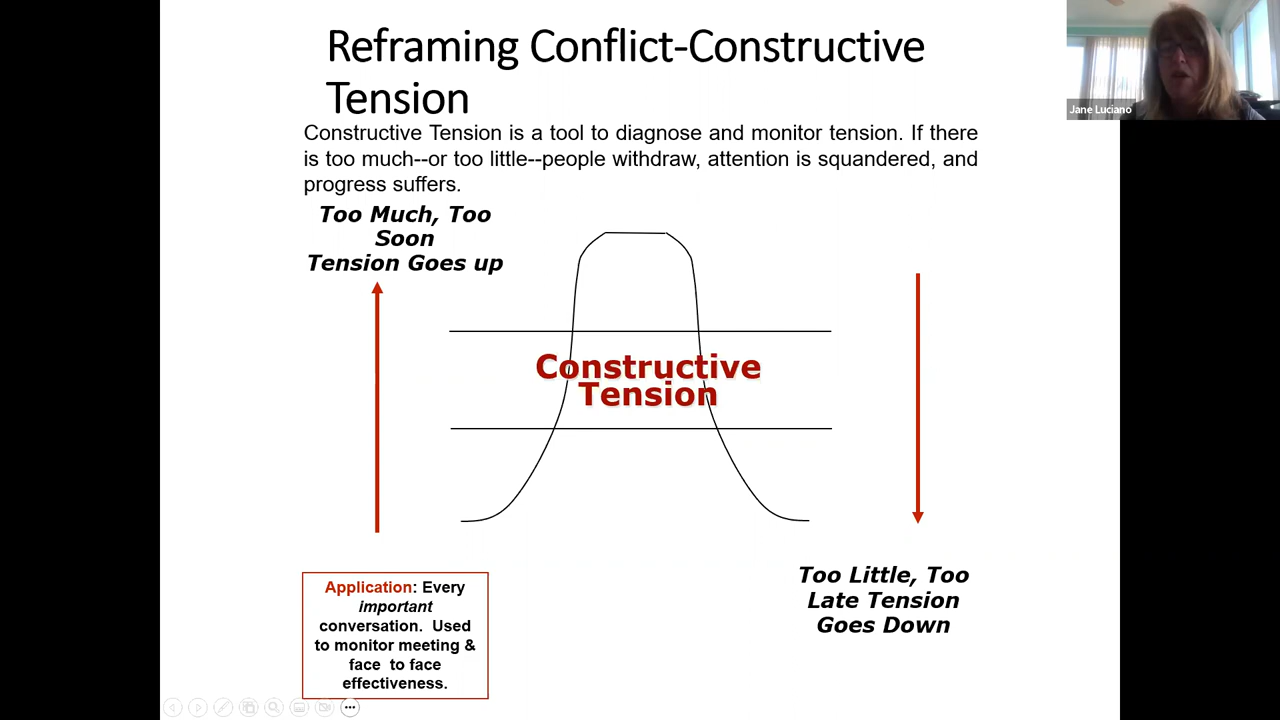 Reframing Conflict-Constructive
Tension
Constructive Tension is a tool to diagnose and monitor tension. If there
is too much--or too little--people withdraw, attention is squandered, and
progress suffers.
Too Much, Too
Soon
Tension Goes up
Constructive
Tension
Too Little, Too
Late Tension
Goes Down
Application: Every
important
conversation. Used
to monitor meeting &
face to face
effectiveness.
Jane Luciano